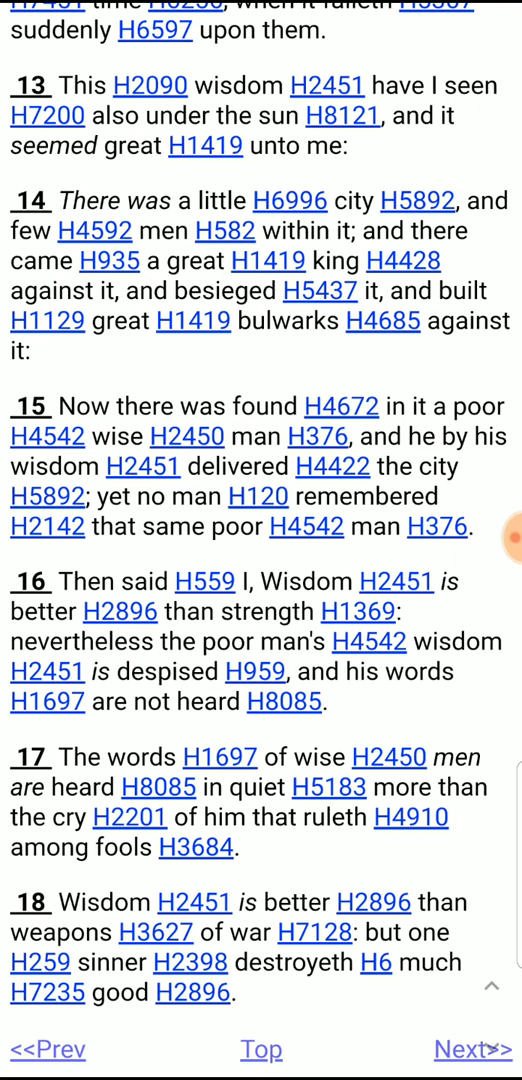 suddenly H6597 upon them.
13 This H2090 wisdom H2451 have I seen
H7200 also under the sun H8121, and it
seemed great H1419 unto me:
14 There was a little H6996 city H5892, and
few H4592 men H582 within it; and there
came H935 a great H1419 king H4428
against it, and besieged H5437 it, and built
H1129 great H1419 bulwarks H4685 against
it:
15 Now there was found H4672 in it a poor
H4542 wise H2450 man H376, and he by his
wisdom H2451 delivered H4422 the city
H5892; yet no man H120 remembered
H2142 that same poor H4542 man H376.
16 Then said H559 I, Wisdom H2451 is
better H2896 than strength H1369:
nevertheless the poor man's H4542 wisdom
H2451 is despised H959, and his words
H1697 are not heard H8085.
17 The words H1697 of wise H2450 men
are heard H8085 in quiet H5183 more than
the cry H2201 of him that ruleth H4910
among fools H3684.
18 Wisdom H2451 is better H2896 than
weapons H3627 of war H7128: but one
H259 sinner H2398 destroyeth H6 much
H7235 good H2896.
<<Prev Top Next>>